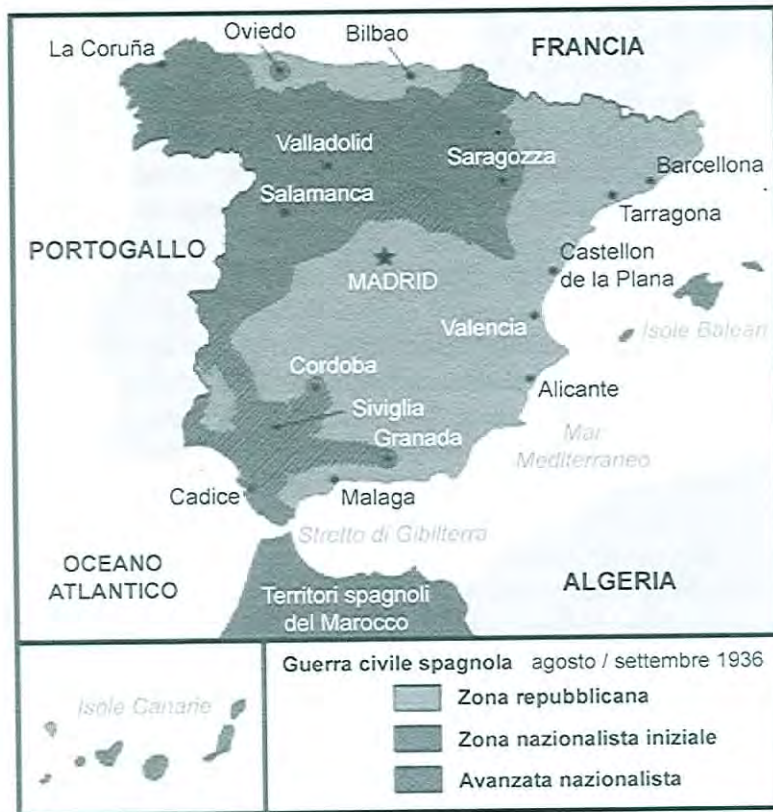 La Coruña
Oviedo
Bilbao
FRANCIA
Valladolid
Saragozza
Salamanca
Barcellona
Tarragona
PORTOGALLO
MADRID
Castellon
de la Plana
Valencia
Isole Baleari
Cordoba
Alicante
Siviglia
Granada
Mar
Mediterraneo
Cadice
Malaga
Stretto di Gibilterra
OCEANO
ATLANTICO
ALGERIA
Territori spagnoli
del Marocco
Isole Canarie
Guerra civile spagnola agosto / settembre 1936
Zona repubblicana
Zona nazionalista iniziale
Avanzata nazionalista